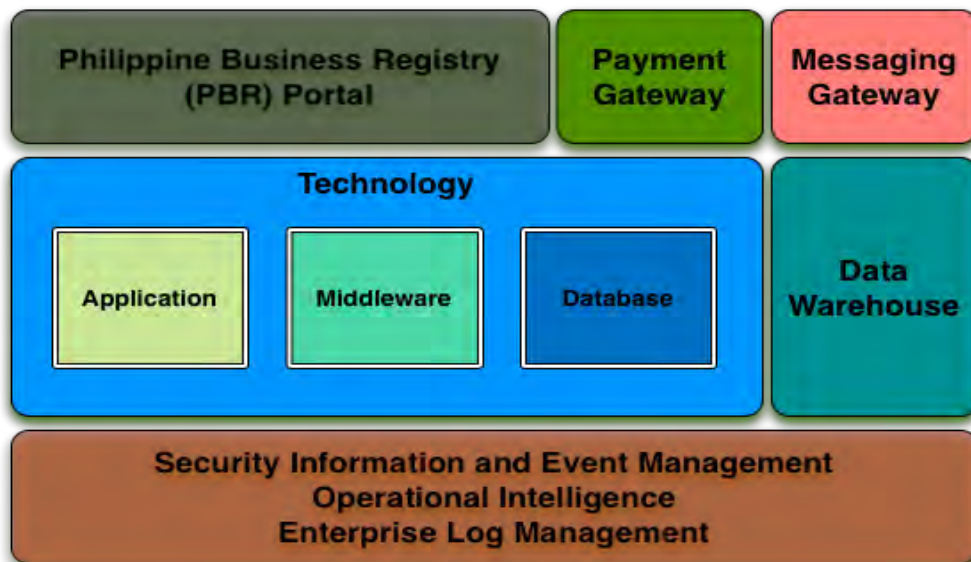 Philippine Business Registry
(PBR) Portal
Payment
Gateway
Messaging
Gateway
Technology
Application
Middleware
Database
Data
Warehouse
Security Information and Event Management
Operational Intelligence
Enterprise Log Management